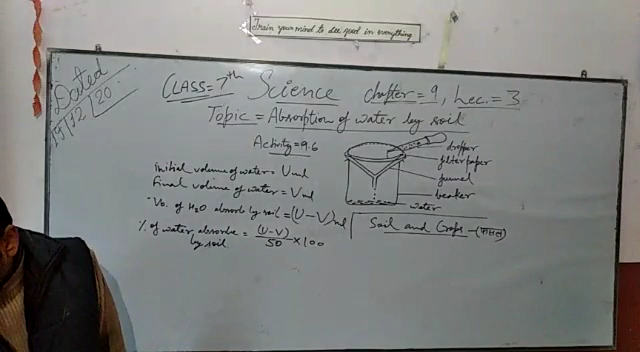 Train your mind to see good in everything
Dated
19/12/20
CLASS = 7th Science chapter = 9, Lec. = 3
Topic = Absorption of water by soil
Activity = 9.6
Initial volume of water = U ml
Final volume of water = V ml
Vo. of H2O absorb by soil = (U - V) ml
% of water absorbe by soil = (U-V)/50 × 100
dropper
filter paper
funnel
beaker
water
Soil and Crops - (फसल)